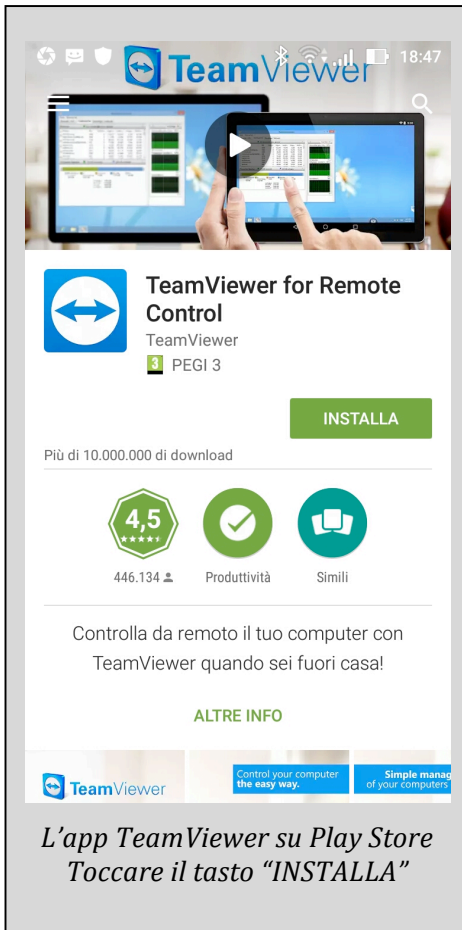 18:47
TeamViewer
TeamViewer for Remote
Control
TeamViewer
3 PEGI 3
INSTALLA
Più di 10.000.000 di download
4,5
446.134 Produttività Simili
Controlla da remoto il tuo computer con
TeamViewer quando sei fuori casa!
ALTRE INFO
TeamViewer
Control your computer
the easy way.
Simple manag
of your computers
L’app TeamViewer su Play Store
Toccare il tasto “INSTALLA”